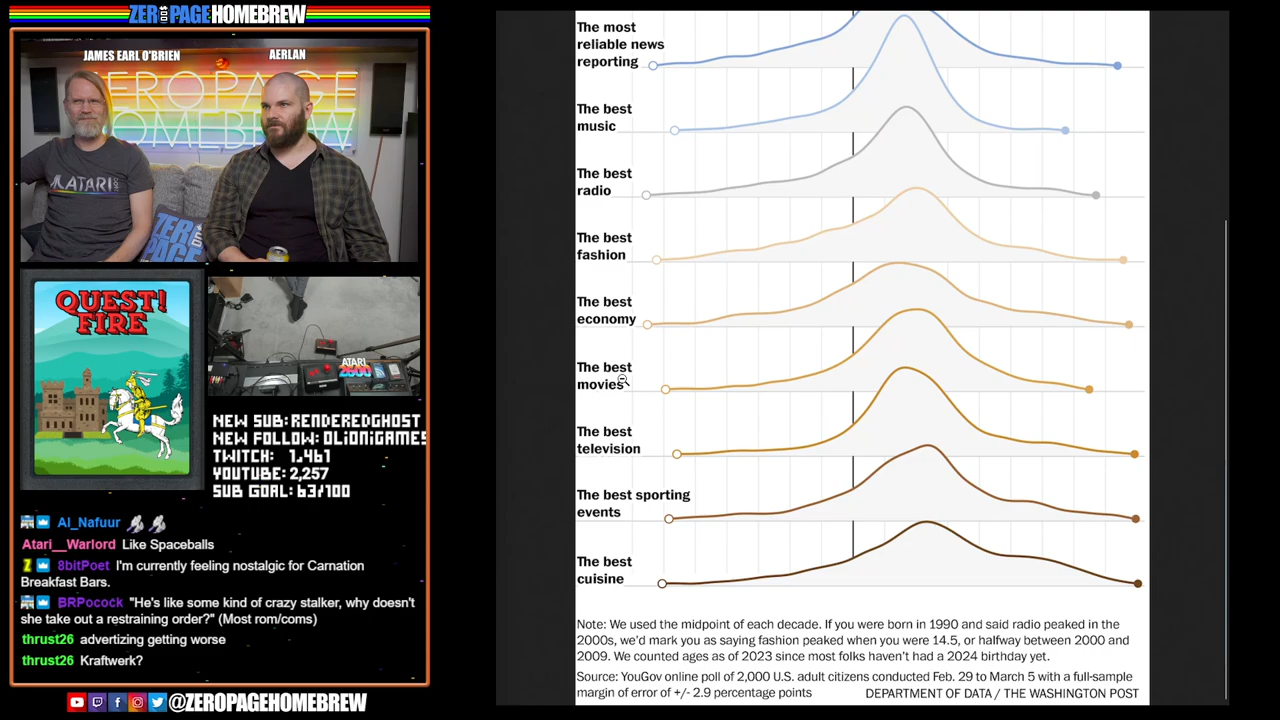 ZEROPAGE HOMEBREW
JAMES EARL O'BRIEN
AERLAN
ZEROPAGE
HOMEBREW
ATARI
ZERO
PAGE
QUEST!
FIRE
ATARI
2600
NEW SUB: RENDEREDGHOST
NEW FOLLOW: OLIONIGAMES
TWITCH: 1,461
YOUTUBE: 2,257
SUB GOAL: 63/100
Al_Nafuur
Atari__Warlord Like Spaceballs
8bitPoet I'm currently feeling nostalgic for Carnation
Breakfast Bars.
BRPocock "He's like some kind of crazy stalker, why doesn't
she take out a restraining order?" (Most rom/coms)
thrust26 advertizing getting worse
thrust26 Kraftwerk?
@ZEROPAGEHOMEBREW
The most
reliable news
reporting
The best
music
The best
radio
The best
fashion
The best
economy
The best
movies
The best
television
The best sporting
events
The best
cuisine
Note: We used the midpoint of each decade. If you were born in 1990 and said radio peaked in the
2000s, we'd mark you as saying fashion peaked when you were 14.5, or halfway between 2000 and
2009. We counted ages as of 2023 since most folks haven't had a 2024 birthday yet.
Source: YouGov online poll of 2,000 U.S. adult citizens conducted Feb. 29 to March 5 with a full-sample
margin of error of +/- 2.9 percentage points
DEPARTMENT OF DATA / THE WASHINGTON POST